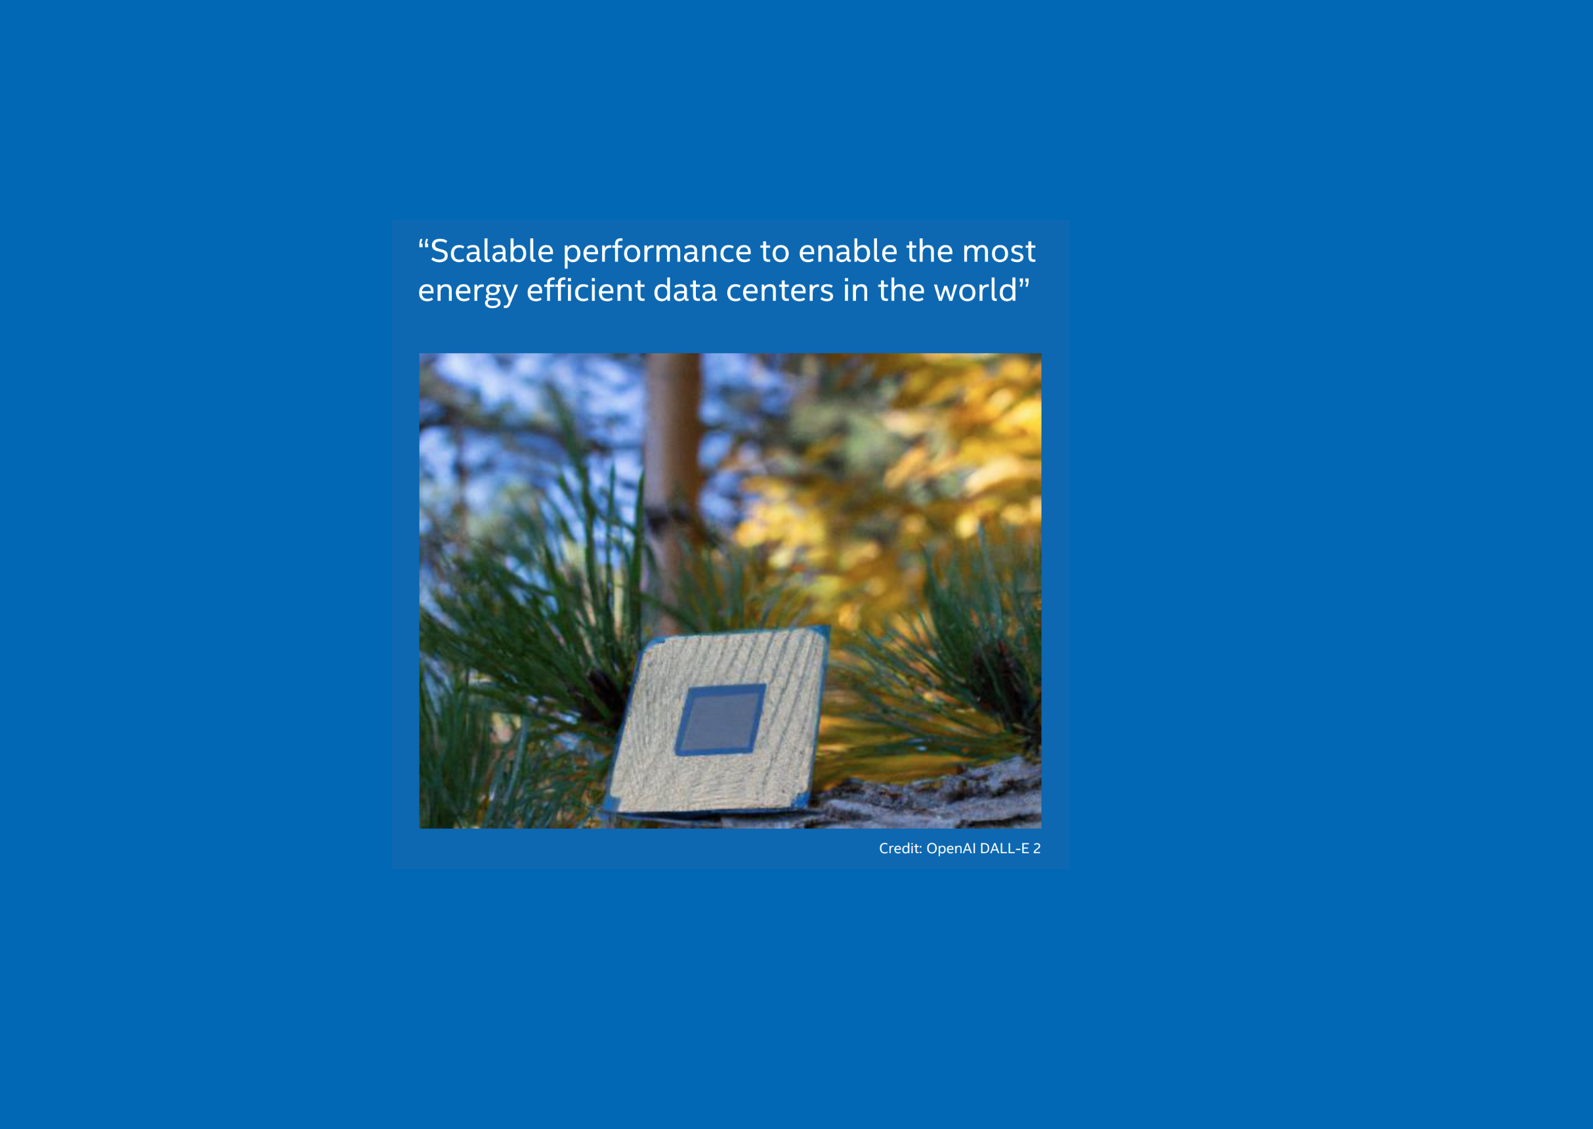 “Scalable performance to enable the most
energy efficient data centers in the world”
Credit: OpenAI DALL-E 2